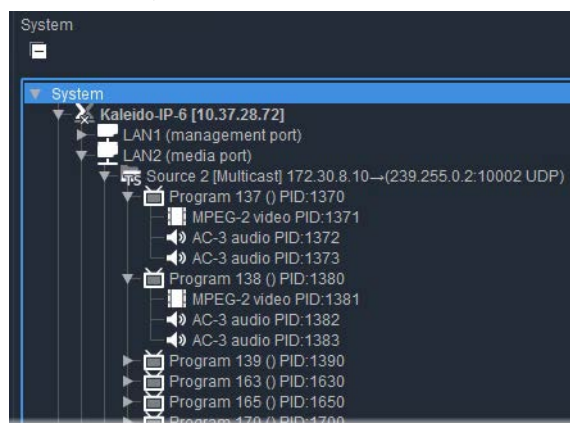 System
System
Kaleido-IP-6 [10.37.28.72]
LAN1 (management port)
LAN2 (media port)
TS Source 2 [Multicast] 172.30.8.10→(239.255.0.2:10002 UDP)
Program 137 () PID:1370
MPEG-2 video PID:1371
AC-3 audio PID:1372
AC-3 audio PID:1373
Program 138 () PID:1380
MPEG-2 video PID:1381
AC-3 audio PID:1382
AC-3 audio PID:1383
Program 139 () PID:1390
Program 163 () PID:1630
Program 165 () PID:1650
Program 170 () PID:1700